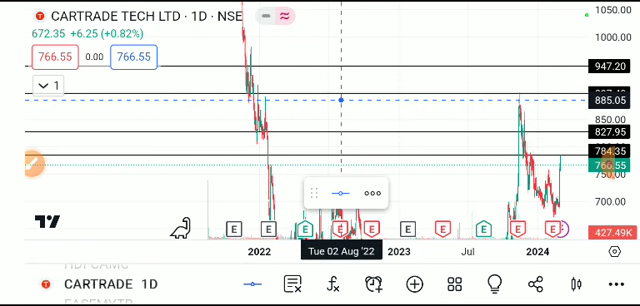 CARTRADE TECH LTD · 1D · NSE
672.35 +6.25 (+0.82%)
766.55 0.00 766.55
1
1050.00
1000.00
947.20
885.05
850.00
827.95
784.35
766.55
750.00
700.00
427.49K
E E E E E E E E E E
2022 Tue 02 Aug '22 2023 Jul 2024
HDFCAMC
CARTRADE 1D